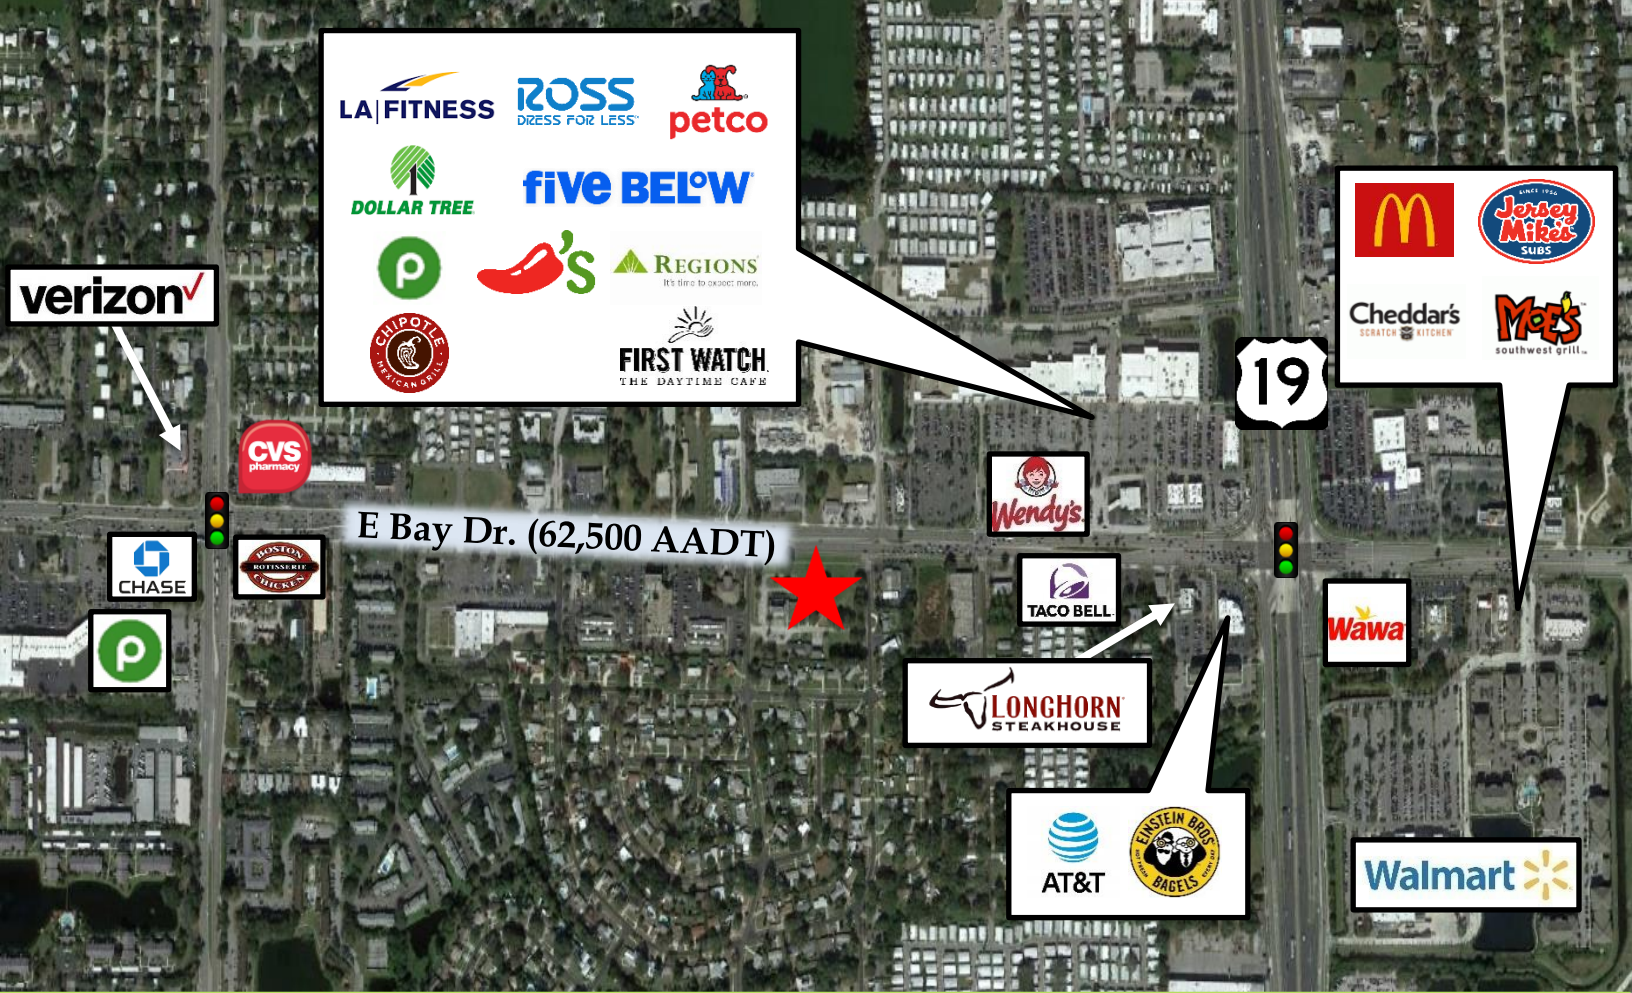 LA|FITNESS
ROSS
DRESS FOR LESS
petco
DOLLAR TREE
fiVe BELOW
P
'S
REGIONS
It's time to expect more.
CHIPOTLE
MEXICAN GRILL
FIRST WATCH
THE DAYTIME CAFE
M
SINCE 1956
Jersey
Mike's
SUBS
Cheddar's
SCRATCH KITCHEN
MOE'S
southwest grill
verizon
19
CVS
pharmacy
Wendy's
E Bay Dr. (62,500 AADT)
CHASE
BOSTON
ROTISSERIE
CHICKEN
TACO BELL
Wawa
P
LONGHORN
STEAKHOUSE
AT&T
EINSTEIN BROS
BAGELS
Walmart